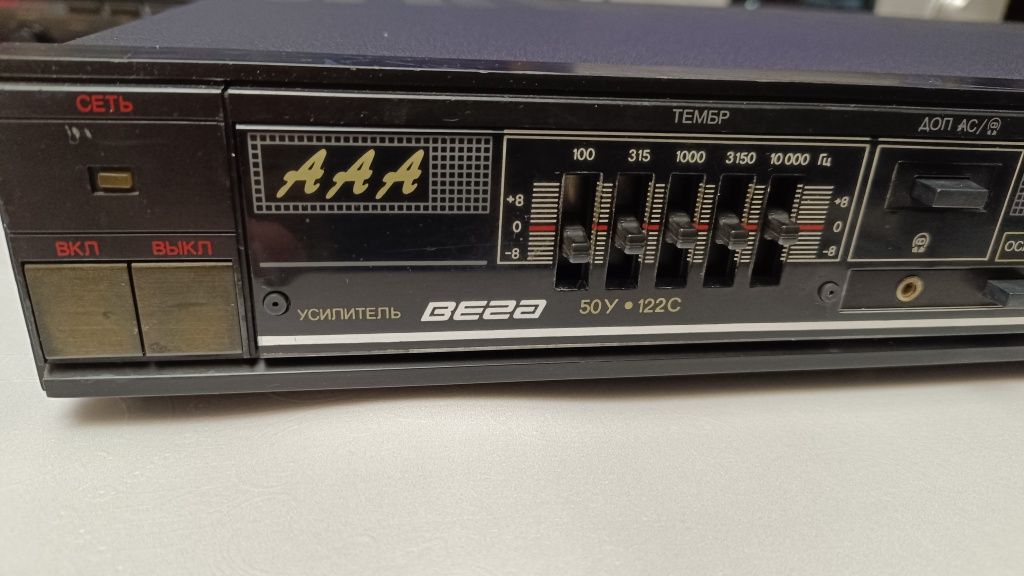 СЕТЬ
ВКЛ ВЫКЛ
ААА
ТЕМБР
100 315 1000 3150 10 000 Гц
+8 +8
0 0
-8 -8
УСИЛИТЕЛЬ ВЕГА 50У • 122С
ДОП АС/